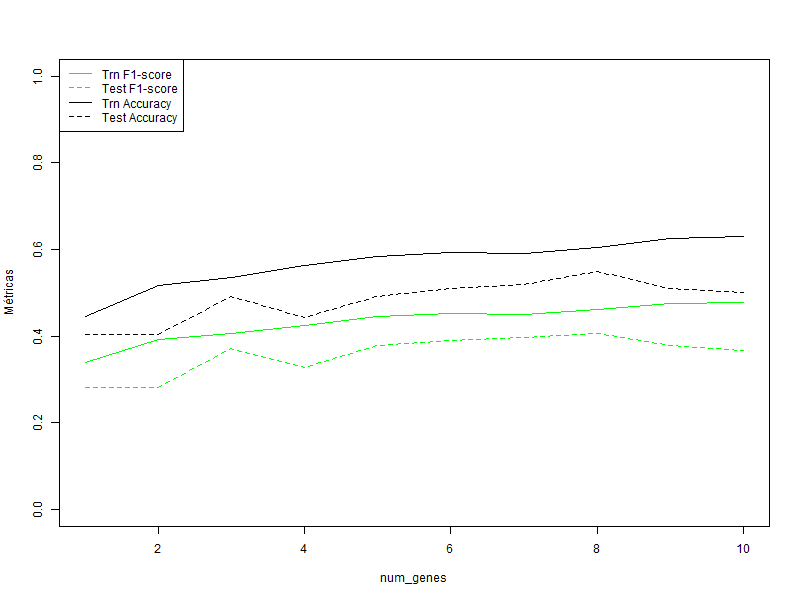 Trn F1-score
Test F1-score
Trn Accuracy
Test Accuracy
Métricas
1.0
0.8
0.6
0.4
0.2
0.0
2 4 6 8 10
num_genes